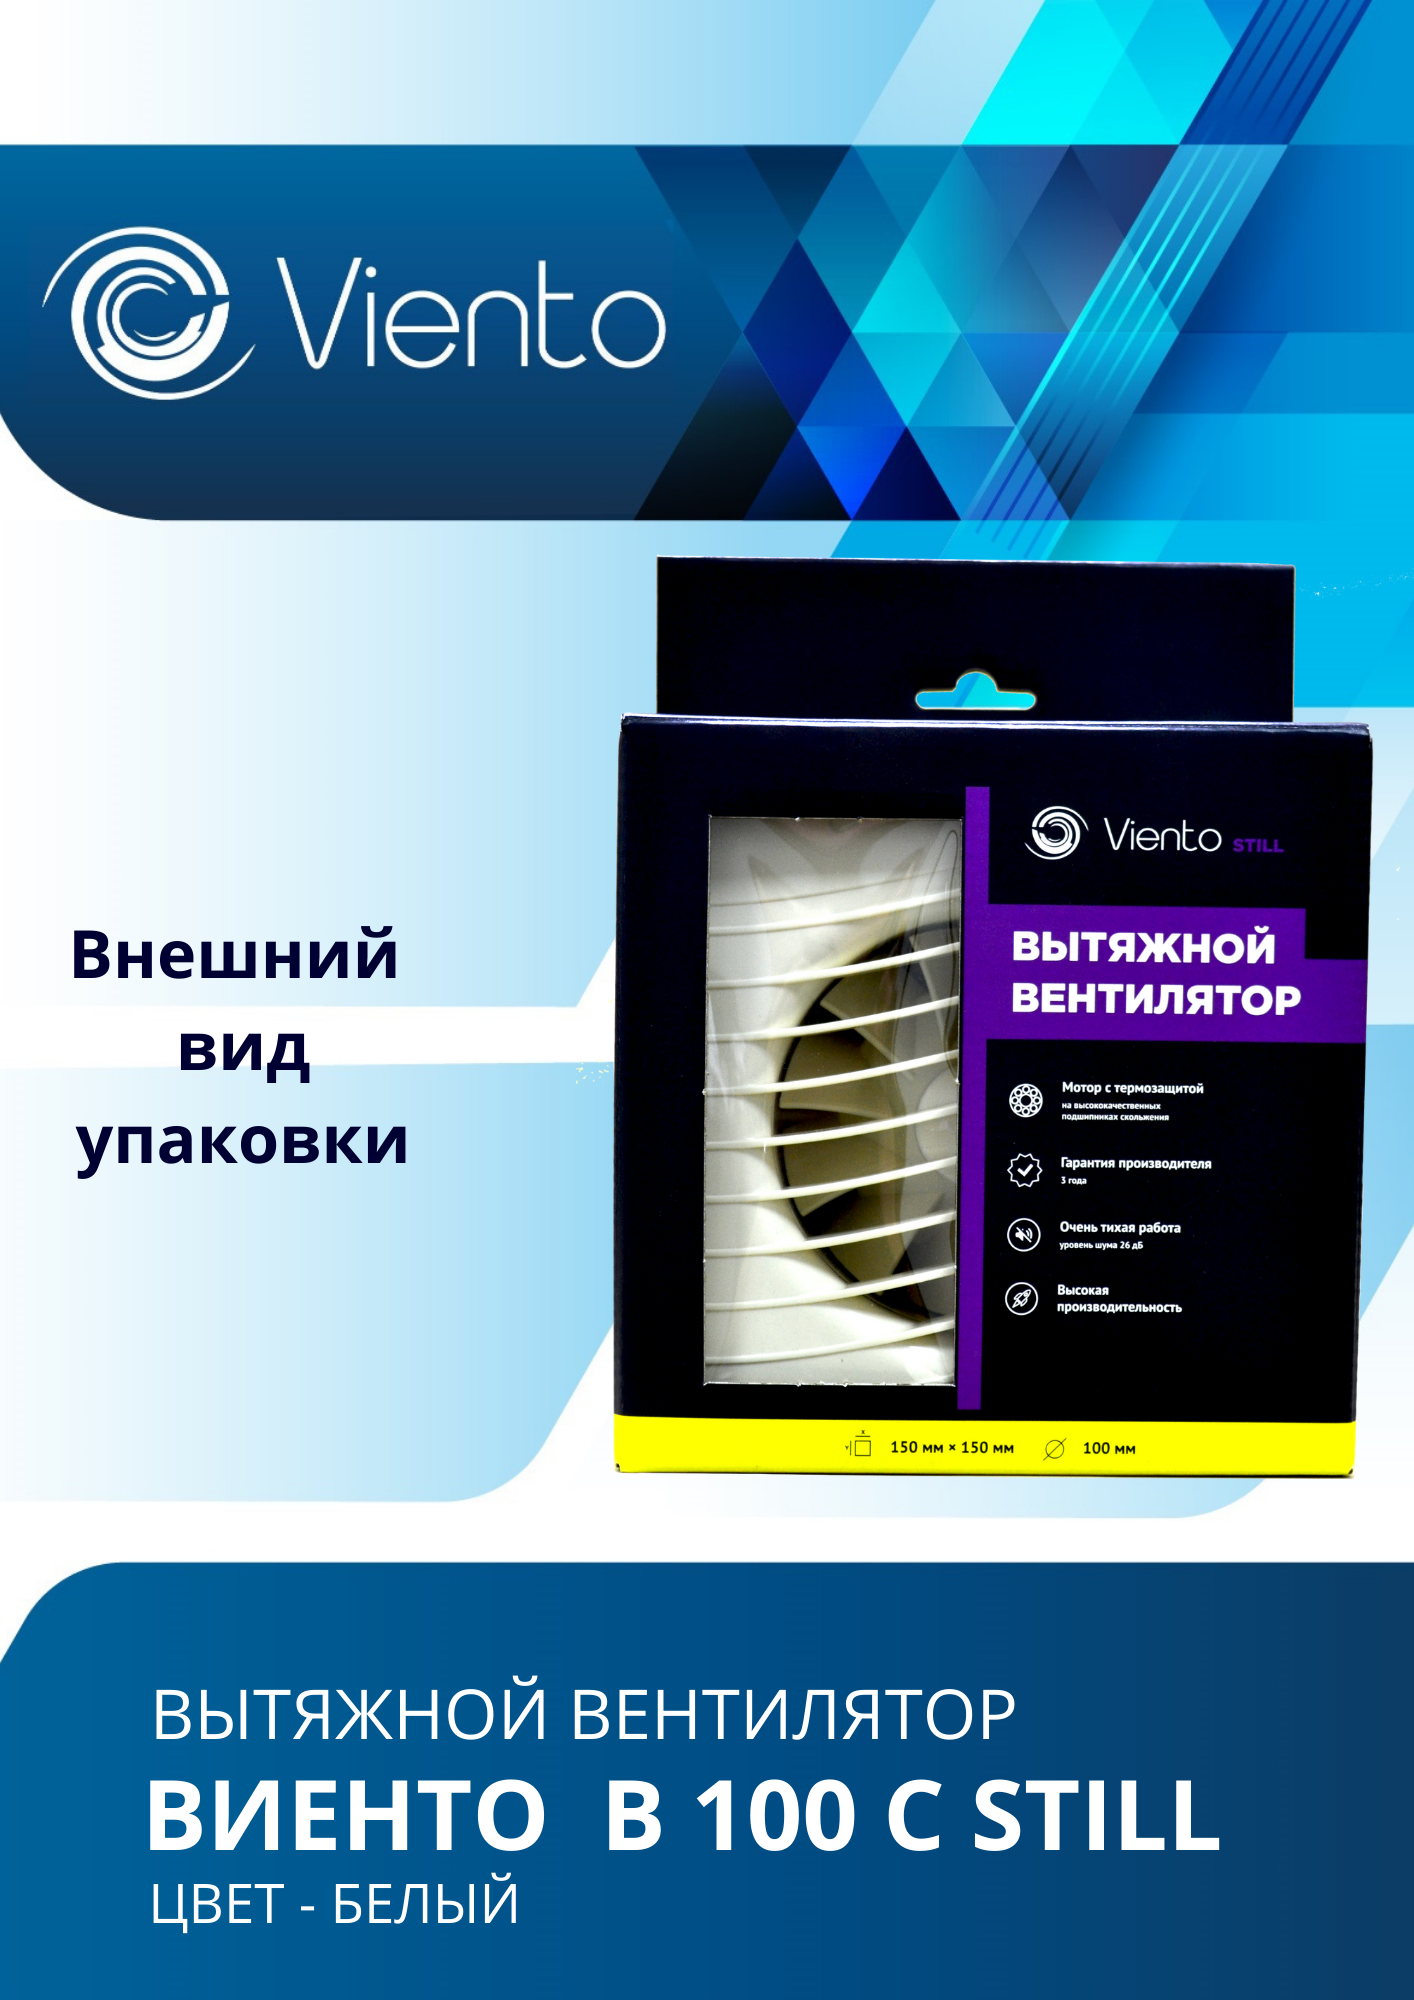 Viento
Внешний
вид
упаковки
Viento STILL
ВЫТЯЖНОЙ
ВЕНТИЛЯТОР
Мотор с термозащитой
на высококачественных
подшипниках скольжения
Гарантия производителя
3 года
Очень тихая работа
уровень шума 26 дБ
Высокая
производительность
X
Y
150 мм × 150 мм
100 мм
ВЫТЯЖНОЙ ВЕНТИЛЯТОР
ВИЕНТО В 100 С STILL
ЦВЕТ - БЕЛЫЙ